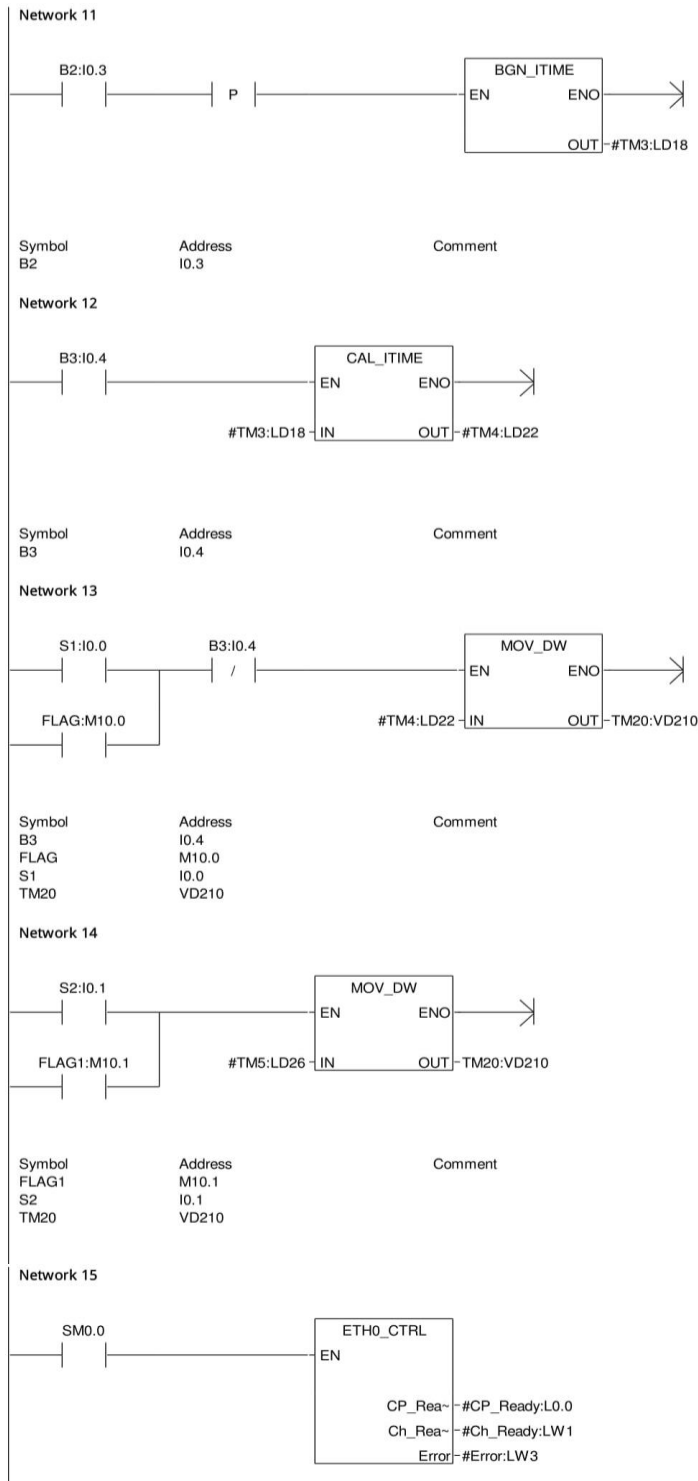 Network 11
B2:I0.3
P
BGN_ITIME
EN ENO
OUT #TM3:LD18
Symbol Address Comment
B2 I0.3
Network 12
B3:I0.4
CAL_ITIME
EN ENO
#TM3:LD18 IN OUT #TM4:LD22
Symbol Address Comment
B3 I0.4
Network 13
S1:I0.0 B3:I0.4
/
MOV_DW
EN ENO
FLAG:M10.0
#TM4:LD22 IN OUT TM20:VD210
Symbol Address Comment
B3 I0.4
FLAG M10.0
S1 I0.0
TM20 VD210
Network 14
S2:I0.1
MOV_DW
EN ENO
FLAG1:M10.1
#TM5:LD26 IN OUT TM20:VD210
Symbol Address Comment
FLAG1 M10.1
S2 I0.1
TM20 VD210
Network 15
SM0.0
ETH0_CTRL
EN
CP_Rea~ #CP_Ready:L0.0
Ch_Rea~ #Ch_Ready:LW1
Error #Error:LW3